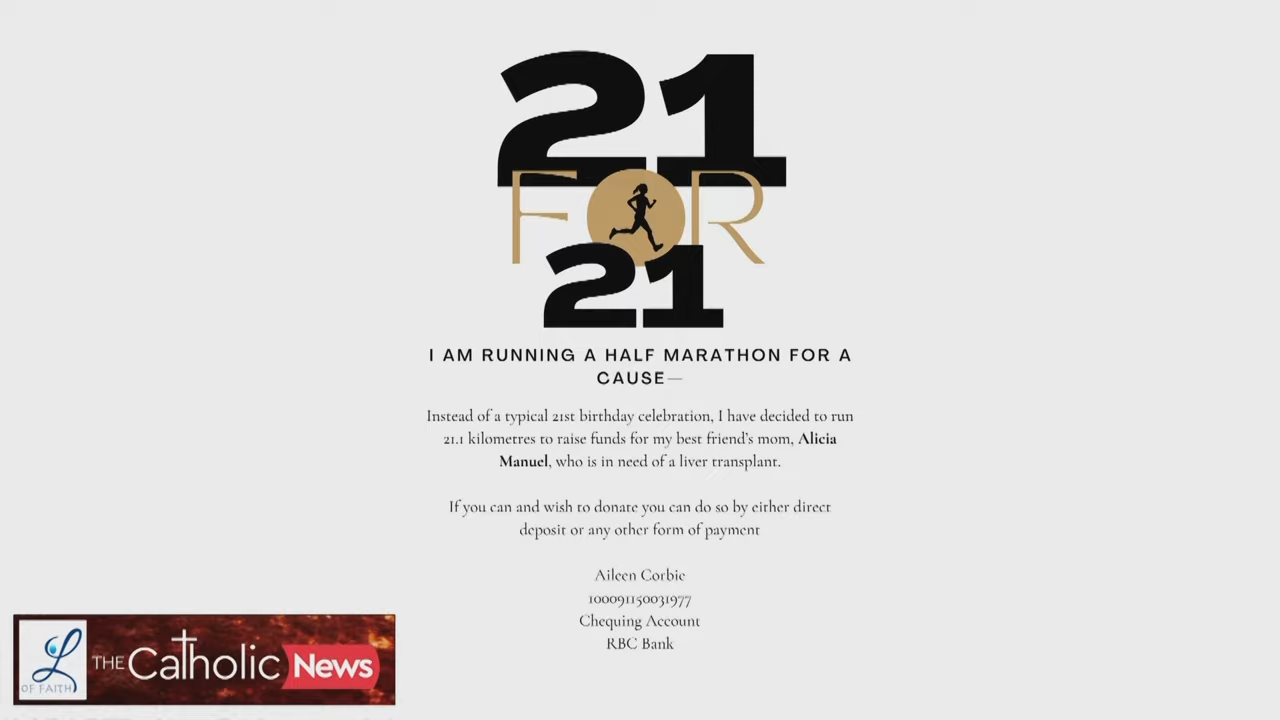 21
FOR
21
I AM RUNNING A HALF MARATHON FOR A
CAUSE—
Instead of a typical 21st birthday celebration, I have decided to run
21.1 kilometres to raise funds for my best friend's mom, Alicia
Manuel, who is in need of a liver transplant.
If you can and wish to donate you can do so by either direct
deposit or any other form of payment
Aileen Corbie
100091150031977
Chequing Account
RBC Bank
L
OF FAITH
THE Catholic News